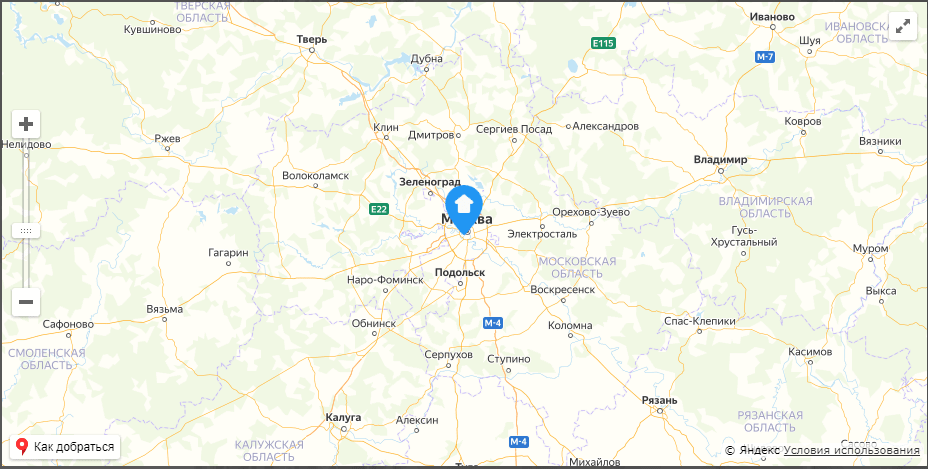 ТВЕРСКАЯ
ОБЛАСТЬ
Кувшиново
Тверь
Дубна
E115
Иваново
ИВАНОВСКА
ОБЛАСТЬ
Шуя
М-7
Нелидово
Ржев
Клин
Дмитров
Сергиев Посад
Александров
Ковров
Вязники
Волоколамск
Зеленоград
Владимир
E22
Орехово-Зуево
Электросталь
ВЛАДИМИРСКАЯ
ОБЛАСТЬ
Гусь-
Хрустальный
Муром
Гагарин
Подольск
МОСКОВСКАЯ
ОБЛАСТЬ
Наро-Фоминск
Воскресенск
Выкса
Вязьма
Сафоново
Обнинск
М-4
Коломна
Спас-Клепики
СМОЛЕНСКАЯ
ОБЛАСТЬ
Серпухов
Ступино
Касимов
Калуга
Алексин
Рязань
РЯЗАНСКАЯ
ОБЛАСТЬ
КАЛУЖСКАЯ
ОБЛАСТЬ
М-4
Как добраться
© Яндекс Условия использования
Михайлов